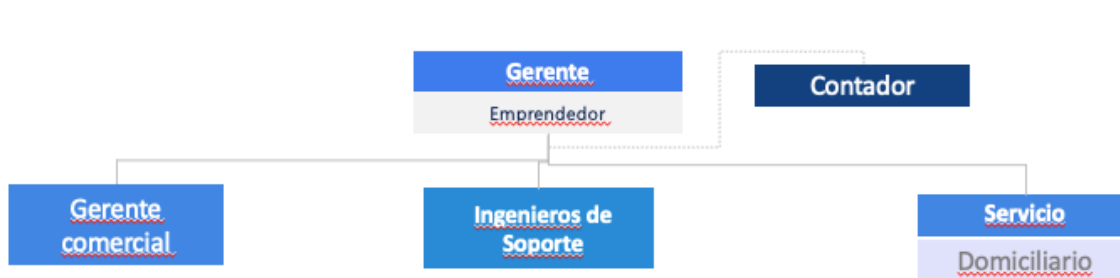 Gerente
Emprendedor
Contador
Gerente
comercial
Ingenieros de
Soporte
Servicio
Domiciliario